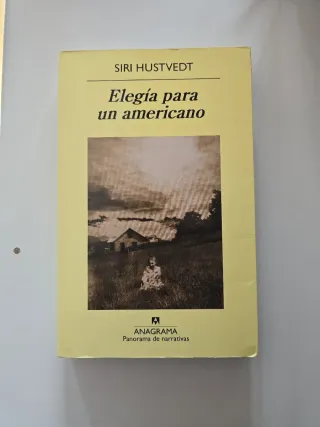 SIRI HUSTVEDT
Elegía para
un americano
ANAGRAMA
Panorama de narrativas